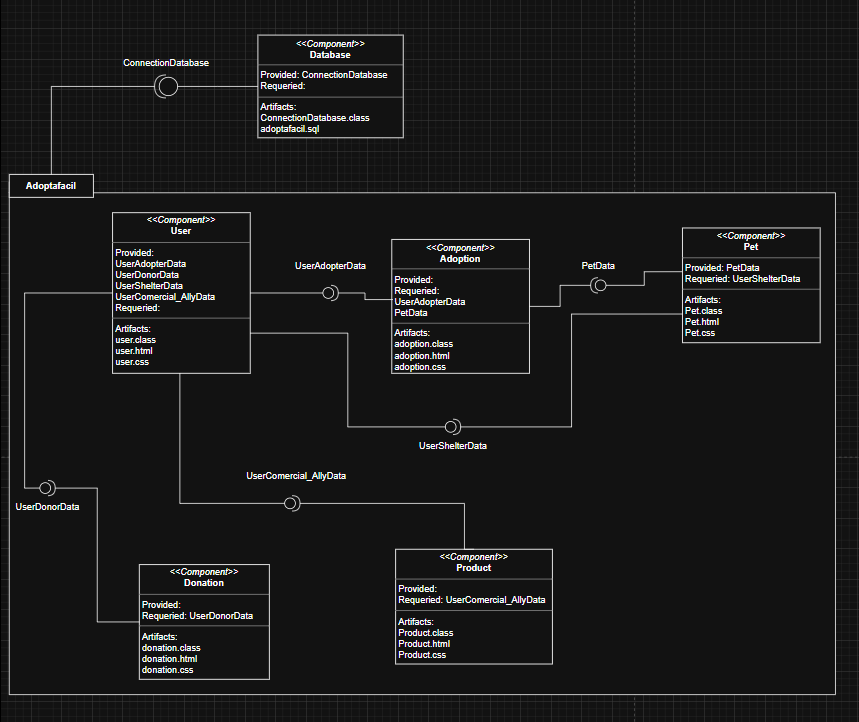 <<Component>>
Database
Provided: ConnectionDatabase
Requeried:
Artifacts:
ConnectionDatabase.class
adoptafacil.sql
ConnectionDatabase
Adoptafacil
<<Component>>
User
Provided:
UserAdopterData
UserDonorData
UserShelterData
UserComercial_AllyData
Requeried:
Artifacts:
user.class
user.html
user.css
UserAdopterData
<<Component>>
Adoption
Provided:
Requeried:
UserAdopterData
PetData
Artifacts:
adoption.class
adoption.html
adoption.css
PetData
<<Component>>
Pet
Provided: PetData
Requeried: UserShelterData
Artifacts:
Pet.class
Pet.html
Pet.css
UserShelterData
UserComercial_AllyData
UserDonorData
<<Component>>
Donation
Provided:
Requeried: UserDonorData
Artifacts:
donation.class
donation.html
donation.css
<<Component>>
Product
Provided:
Requeried: UserComercial_AllyData
Artifacts:
Product.class
Product.html
Product.css